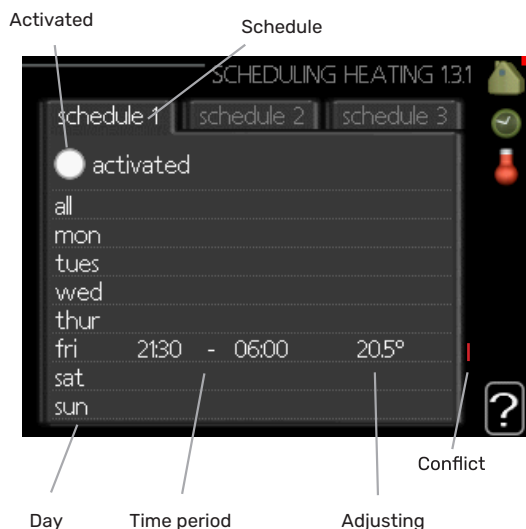 Activated
Schedule
SCHEDULING HEATING 1.3.1
schedule 1 schedule 2 schedule 3
activated
all
mon
tues
wed
thur
fri 21:30 - 06:00 20.5°
sat
sun
?
Conflict
Day Time period Adjusting